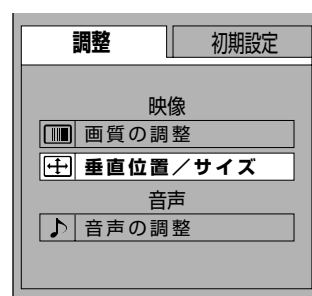 調整 初期設定
映像
画質の調整
垂直位置／サイズ
音声
音声の調整